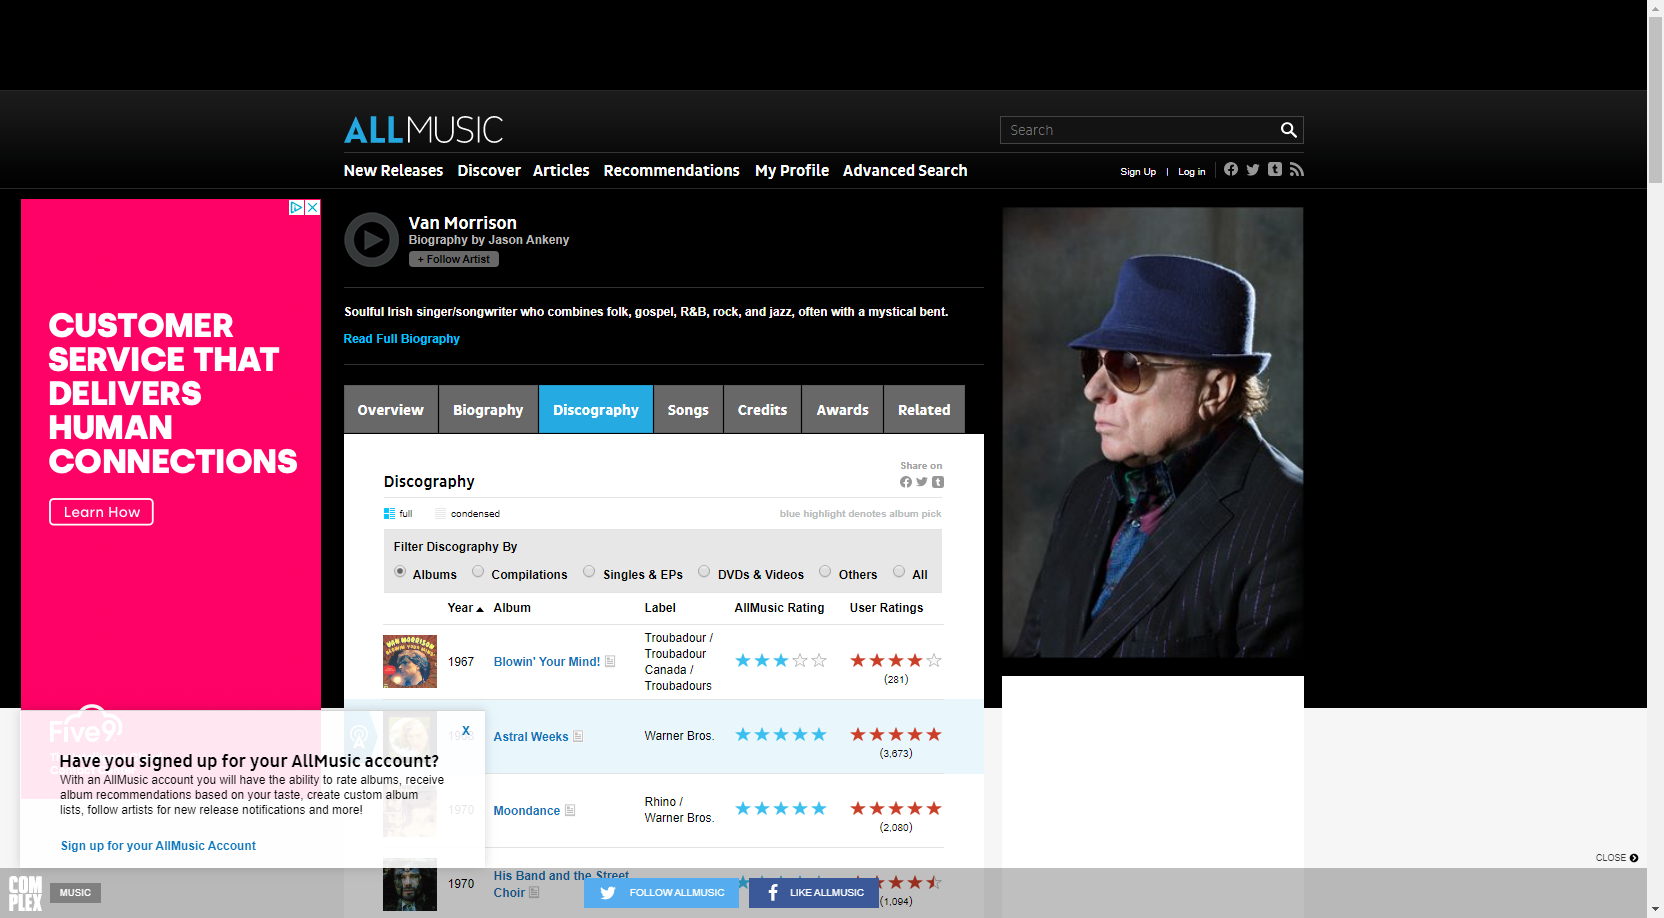 ALLMUSIC
Search
New Releases Discover Articles Recommendations My Profile Advanced Search
Sign Up | Log in
CUSTOMER
SERVICE THAT
DELIVERS
HUMAN
CONNECTIONS
Learn How
Five9
Van Morrison
Biography by Jason Ankeny
+ Follow Artist
Soulful Irish singer/songwriter who combines folk, gospel, R&B, rock, and jazz, often with a mystical bent.
Read Full Biography
Overview Biography Discography Songs Credits Awards Related
Share on
Discography
full condensed blue highlight denotes album pick
Filter Discography By
Albums Compilations Singles & EPs DVDs & Videos Others All
Year Album Label AllMusic Rating User Ratings
VAN MORRISON
BLOWIN' YOUR MIND!
1967 Blowin' Your Mind! Troubadour /
Troubadour
Canada /
Troubadours
(281)
Astral Weeks Warner Bros.
(3,673)
1970 Moondance Rhino /
Warner Bros.
(2,080)
1970 His Band and the Street
Choir
(1,094)
X
Have you signed up for your AllMusic account?
With an AllMusic account you will have the ability to rate albums, receive
album recommendations based on your taste, create custom album
lists, follow artists for new release notifications and more!
Sign up for your AllMusic Account
CLOSE
COMPLEX
MUSIC
FOLLOW ALLMUSIC
LIKE ALLMUSIC